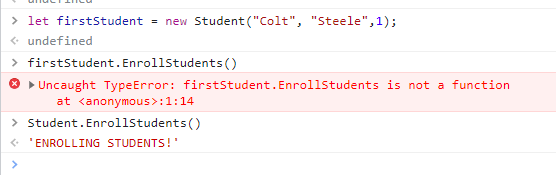 undefined
let firstStudent = new Student("Colt", "Steele",1);
undefined
firstStudent.EnrollStudents()
Uncaught TypeError: firstStudent.EnrollStudents is not a function
at <anonymous>:1:14
Student.EnrollStudents()
'ENROLLING STUDENTS!'